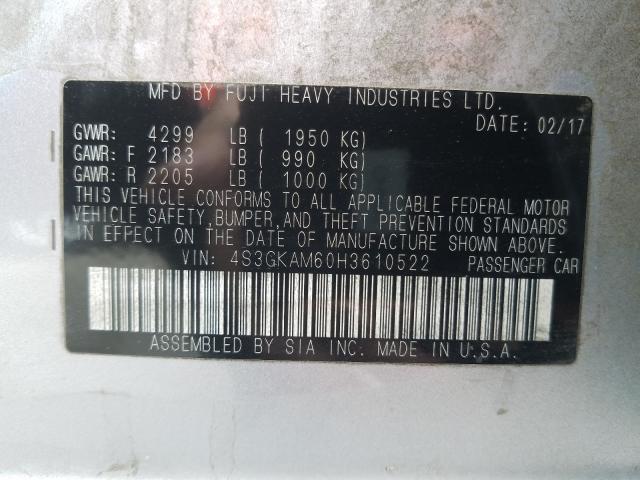 MFD BY FUJI HEAVY INDUSTRIES LTD.
DATE: 02/17
GVWR: 4299 LB ( 1950 KG)
GAWR: F 2183 LB ( 990 KG)
GAWR: R 2205 LB ( 1000 KG)
THIS VEHICLE CONFORMS TO ALL APPLICABLE FEDERAL MOTOR
VEHICLE SAFETY,BUMPER,AND THEFT PREVENTION STANDARDS
IN EFFECT ON THE DATE OF MANUFACTURE SHOWN ABOVE.
VIN: 4S3GKAM60H3610522 PASSENGER CAR
ASSEMBLED BY SIA INC. MADE IN U.S.A.